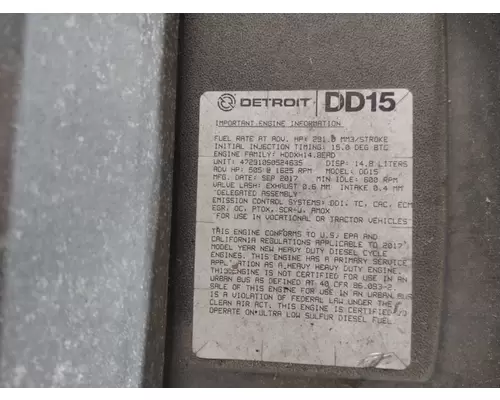 DETROIT DD15
IMPORTANT ENGINE INFORMATION
FUEL RATE AT ADV. HP: 291.0 MM3/STROKE
INITIAL INJECTION TIMING: 15.0 DEG BTC
ENGINE FAMILY: HDDXH14.8EAD
UNIT: 472910S0524635 DISP: 14.8 LITERS
ADV HP: 505 @ 1625 RPM MODEL: DD15
MFG. DATE: SEP 2017 MIN IDLE: 600 RPM
VALVE LASH: EXHAUST 0.6 MM INTAKE 0.4 MM
"DELEGATED ASSEMBLY"
EMISSION CONTROL SYSTEMS: DDI, TC, CAC, ECM
EGR, OC, PTOX, SCR-U, AMOX
"FOR USE IN VOCATIONAL OR TRACTOR VEHICLES"
THIS ENGINE CONFORMS TO U.S. EPA AND
CALIFORNIA REGULATIONS APPLICABLE TO 2017
MODEL YEAR NEW HEAVY DUTY DIESEL CYCLE
ENGINES. THIS ENGINE HAS A PRIMARY SERVICE
APPLICATION AS A HEAVY HEAVY DUTY ENGINE.
THIS ENGINE IS NOT CERTIFIED FOR USE IN AN
URBAN BUS AS DEFINED AT 40 CFR 86.093-2.
SALE OF THIS ENGINE FOR USE IN AN URBAN BUS
IS A VIOLATION OF FEDERAL LAW UNDER THE
CLEAN AIR ACT. THIS ENGINE IS CERTIFIED TO
OPERATE ON ULTRA LOW SULFUR DIESEL FUEL.